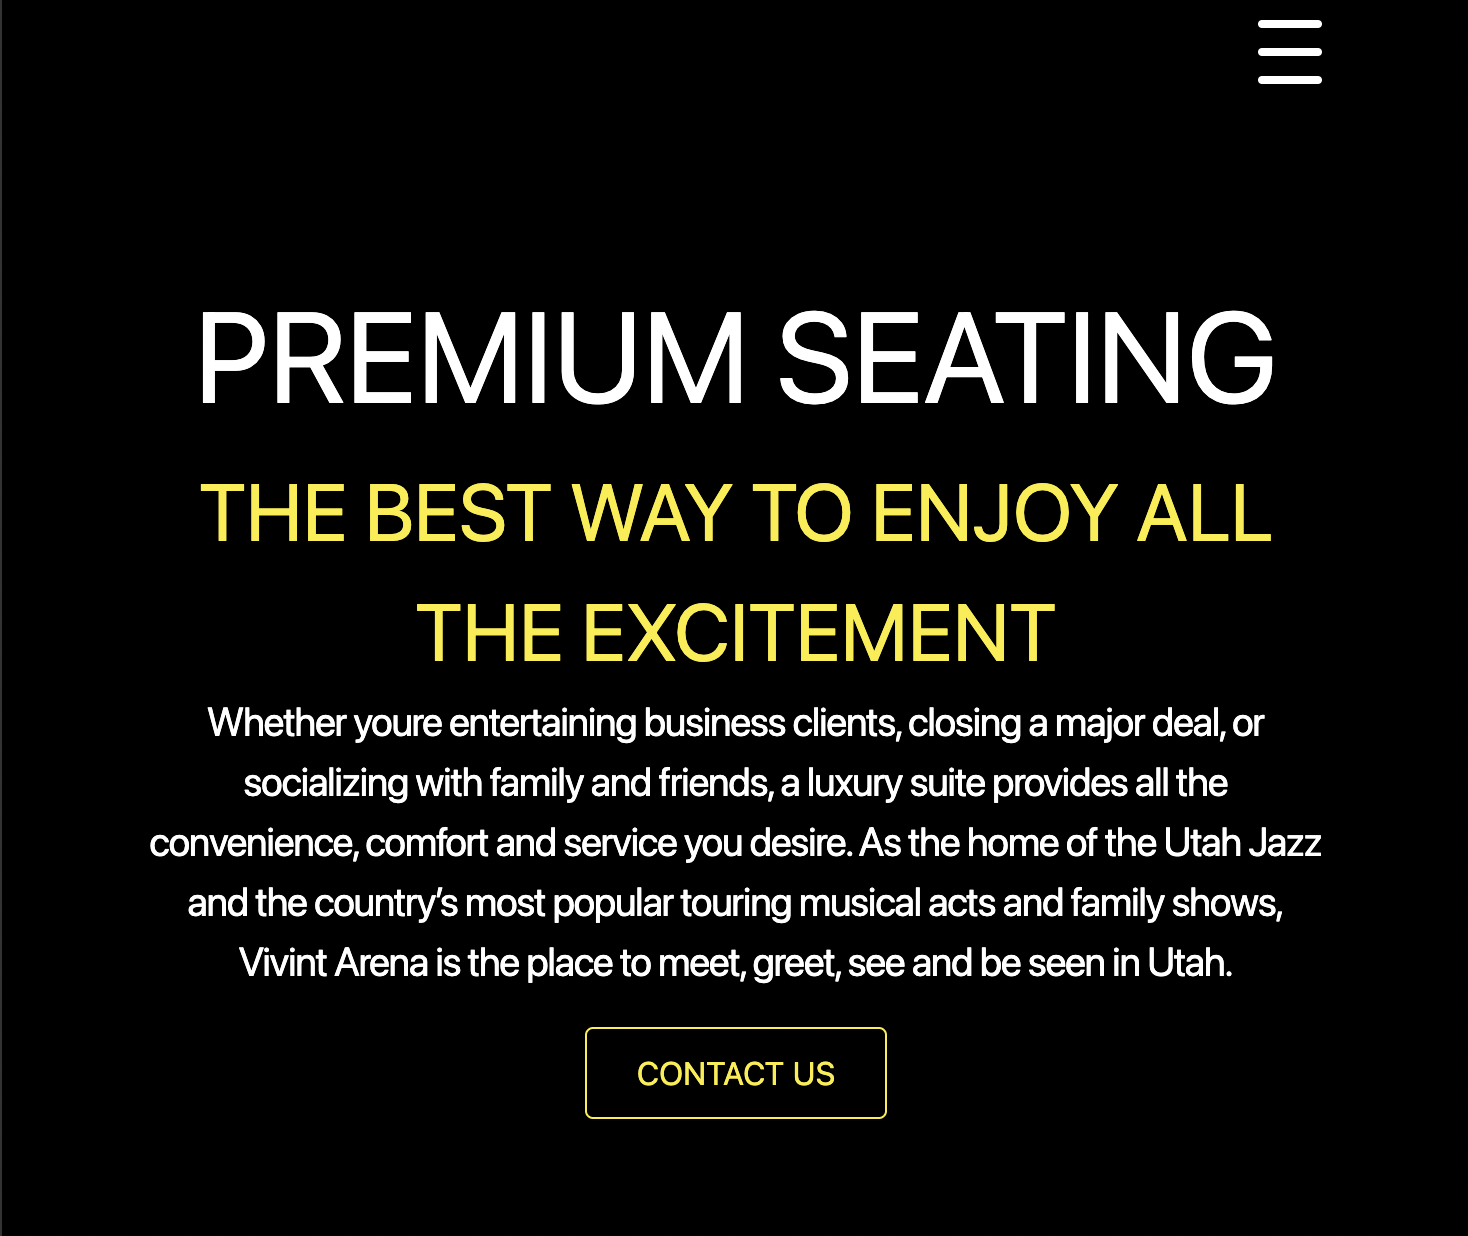 PREMIUM SEATING
THE BEST WAY TO ENJOY ALL
THE EXCITEMENT
Whether youre entertaining business clients, closing a major deal, or
socializing with family and friends, a luxury suite provides all the
convenience, comfort and service you desire. As the home of the Utah Jazz
and the country’s most popular touring musical acts and family shows,
Vivint Arena is the place to meet, greet, see and be seen in Utah.
CONTACT US